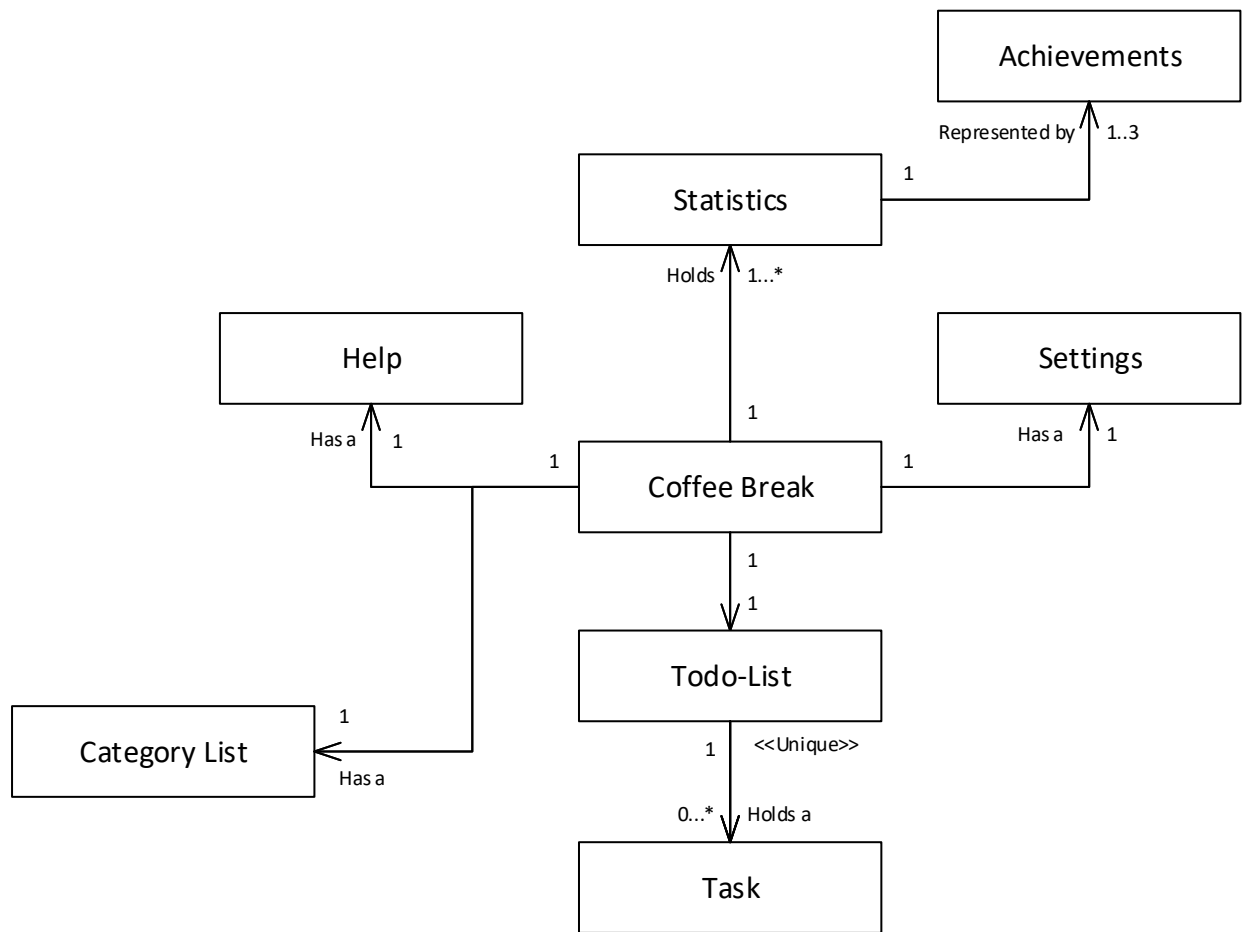 Achievements
Represented by
1..3
1
Statistics
Holds
1...*
Help
Settings
Has a
1
1
Has a
1
1
Coffee Break
1
1
1
Todo-List
1
<<Unique>>
1
Category List
Has a
0...*
Holds a
Task